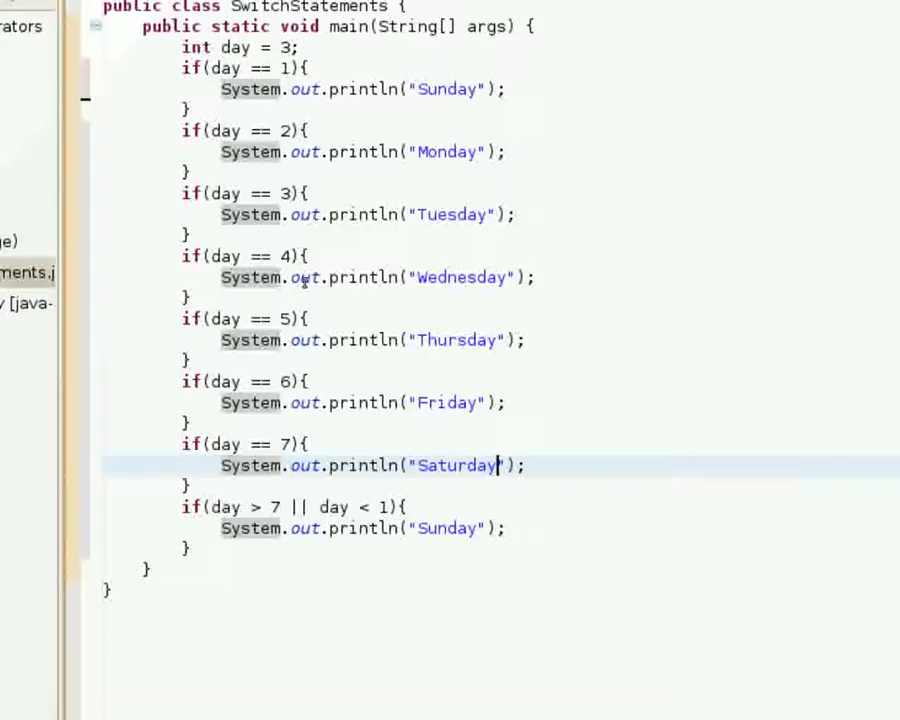 public class SwitchStatements {
rators
public static void main(String[] args) {
int day = 3;
if(day == 1){
System.out.println("Sunday");
}
if(day == 2){
System.out.println("Monday");
}
if(day == 3){
System.out.println("Tuesday");
}
ge)
if(day == 4){
ments.j
System.out.println("Wednesday");
}
y [java-
if(day == 5){
System.out.println("Thursday");
}
if(day == 6){
System.out.println("Friday");
}
if(day == 7){
System.out.println("Saturday");
}
if(day > 7 || day < 1){
System.out.println("Sunday");
}
}
}